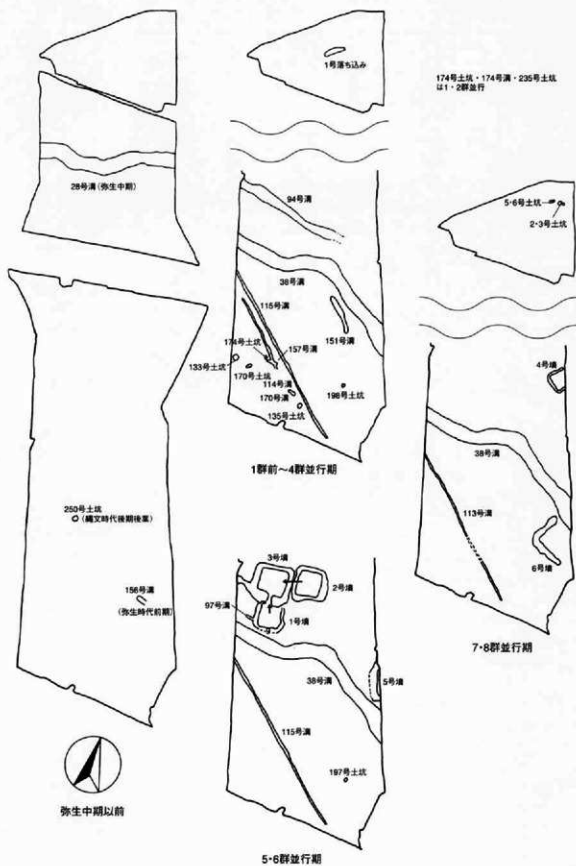 28号溝(弥生中期)
250号土坑
(縄文時代後期後葉)
156号溝
(弥生時代前期)
弥生中期以前
1号落ち込み
174号土坑・174号溝・235号土坑
は1・2群並行
94号溝
38号溝
115号溝
151号溝
174号土坑
157号溝
133号土坑
170号土坑
114号溝
170号溝
198号土坑
135号土坑
1群前～4群並行期
3号墳
2号墳
97号溝
1号墳
38号溝
5号墳
115号溝
197号土坑
5・6群並行期
5・6号土坑
2・3号土坑
4号墳
38号溝
113号溝
6号墳
7・8群並行期